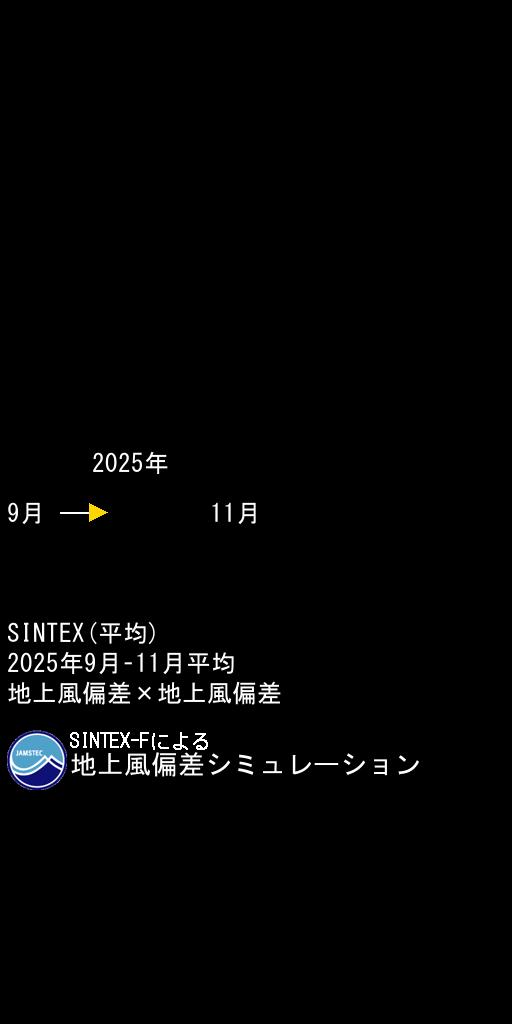 2025年
9月 11月
SINTEX(平均)
2025年9月-11月平均
地上風偏差×地上風偏差
JAMSTEC
SINTEX-Fによる
地上風偏差シミュレーション